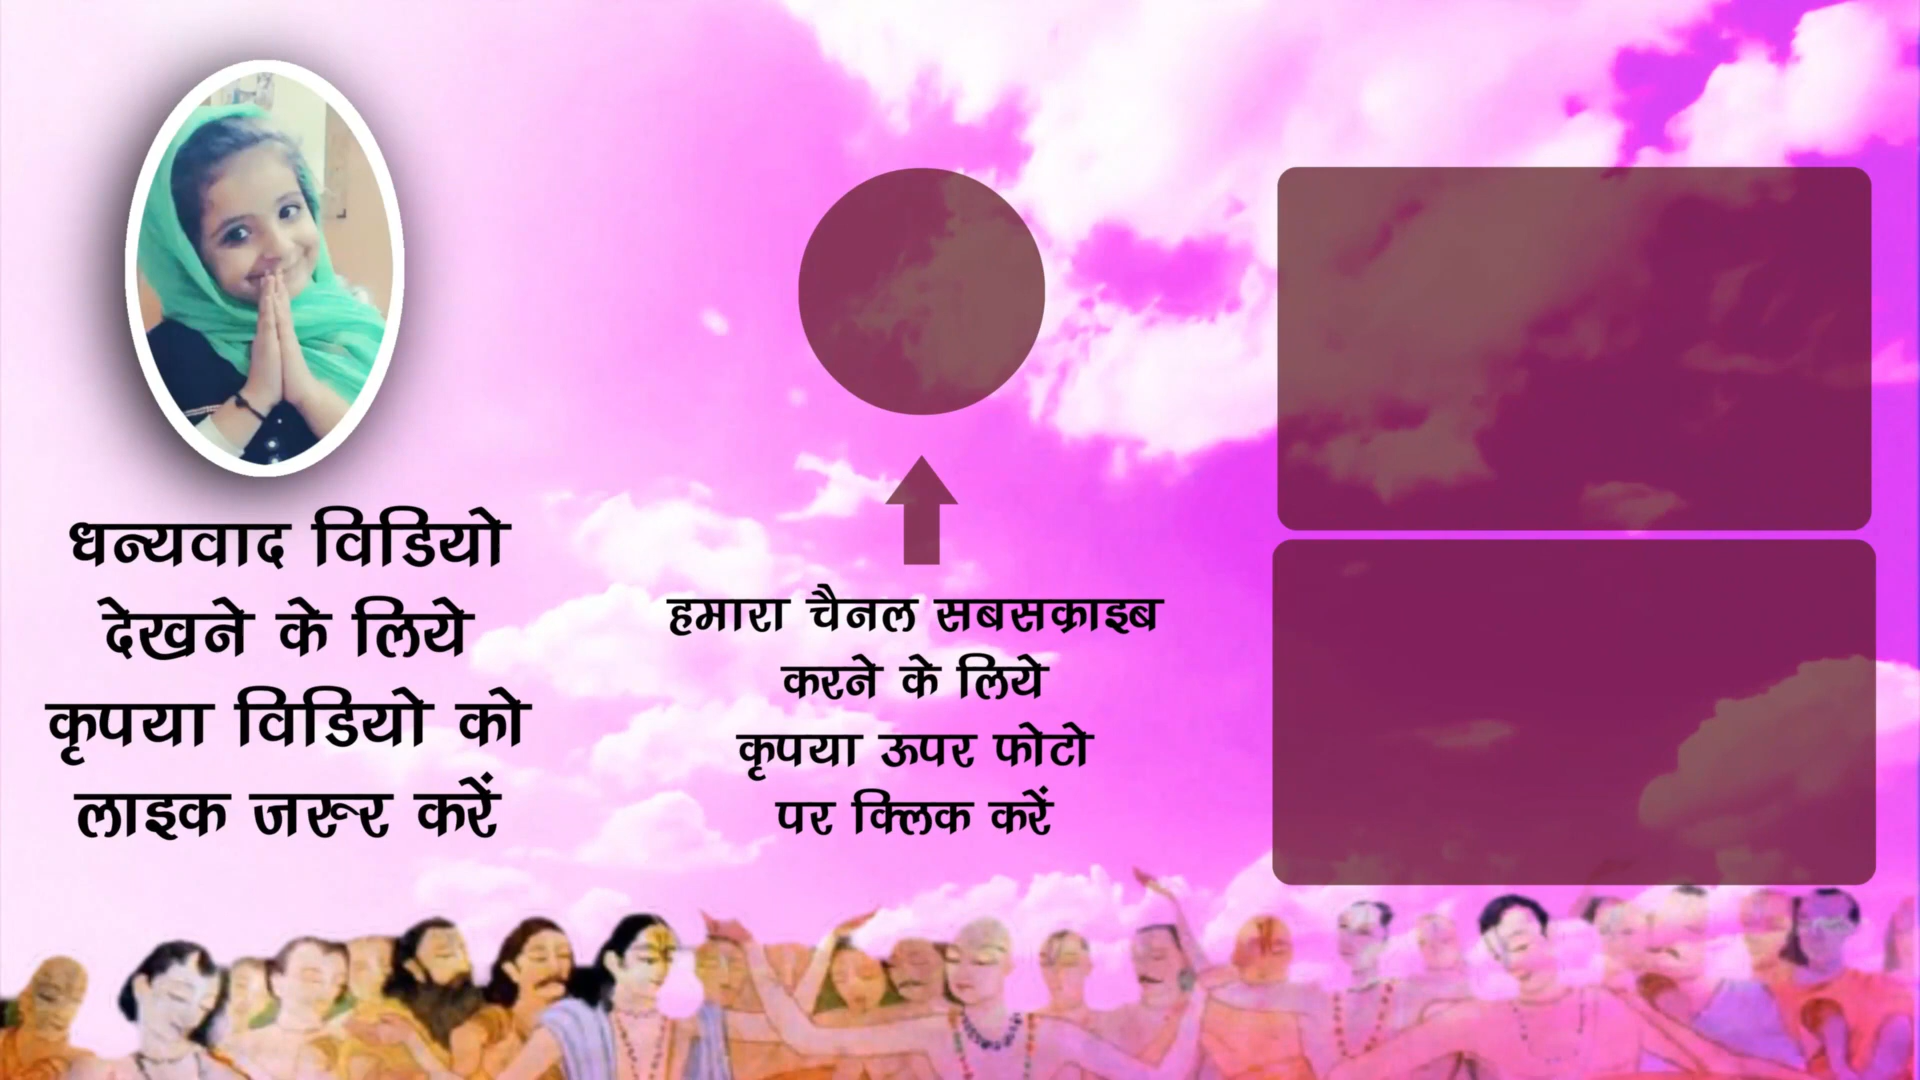 धन्यवाद विडियो
देखने के लिये
कृपया विडियो को
लाइक जरूर करें
हमारा चैनल सबसक्राइब
करने के लिये
कृपया ऊपर फोटो
पर क्लिक करें